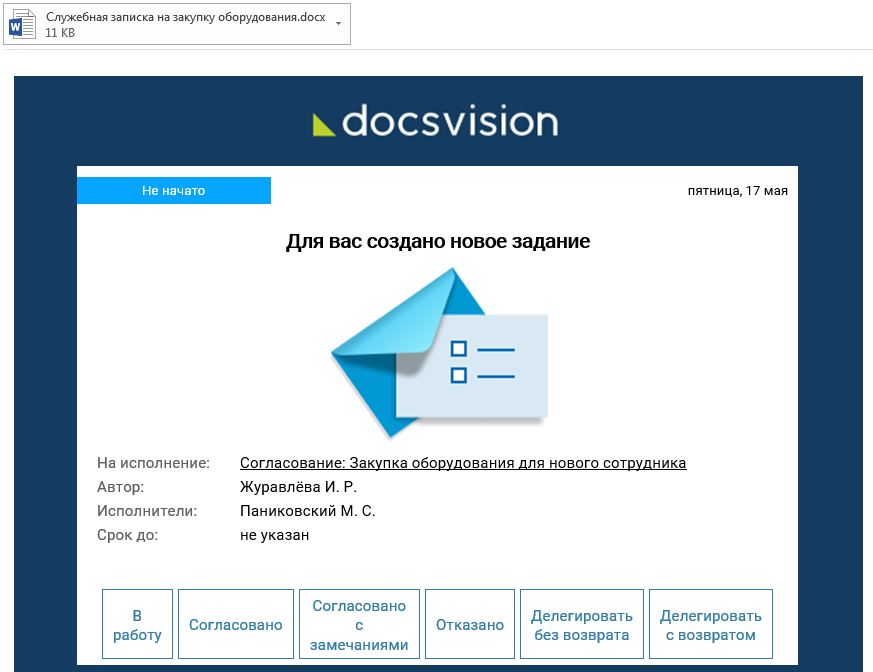 Служебная записка на закупку оборудования.docx
11 KB
docsvision
Не начато
пятница, 17 мая
Для вас создано новое задание
На исполнение: Согласование: Закупка оборудования для нового сотрудника
Автор: Журавлёва И. Р.
Исполнители: Паниковский М. С.
Срок до: не указан
В
работу
Согласовано
Согласовано
с
замечаниями
Отказано
Делегировать
без возврата
Делегировать
с возвратом